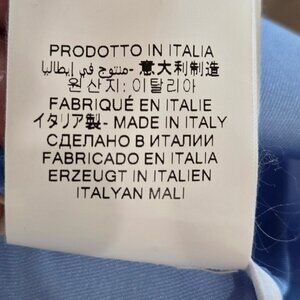 PRODOTTO IN ITALIA
منتوج في إيطاليا - 意大利制造
원산지: 이탈리아
FABRIQUÉ EN ITALIE
イタリア製 - MADE IN ITALY
СДЕЛАНО В ИТАЛИИ
FABRICADO EN ITALIA
ERZEUGT IN ITALIEN
ITALYAN MALI